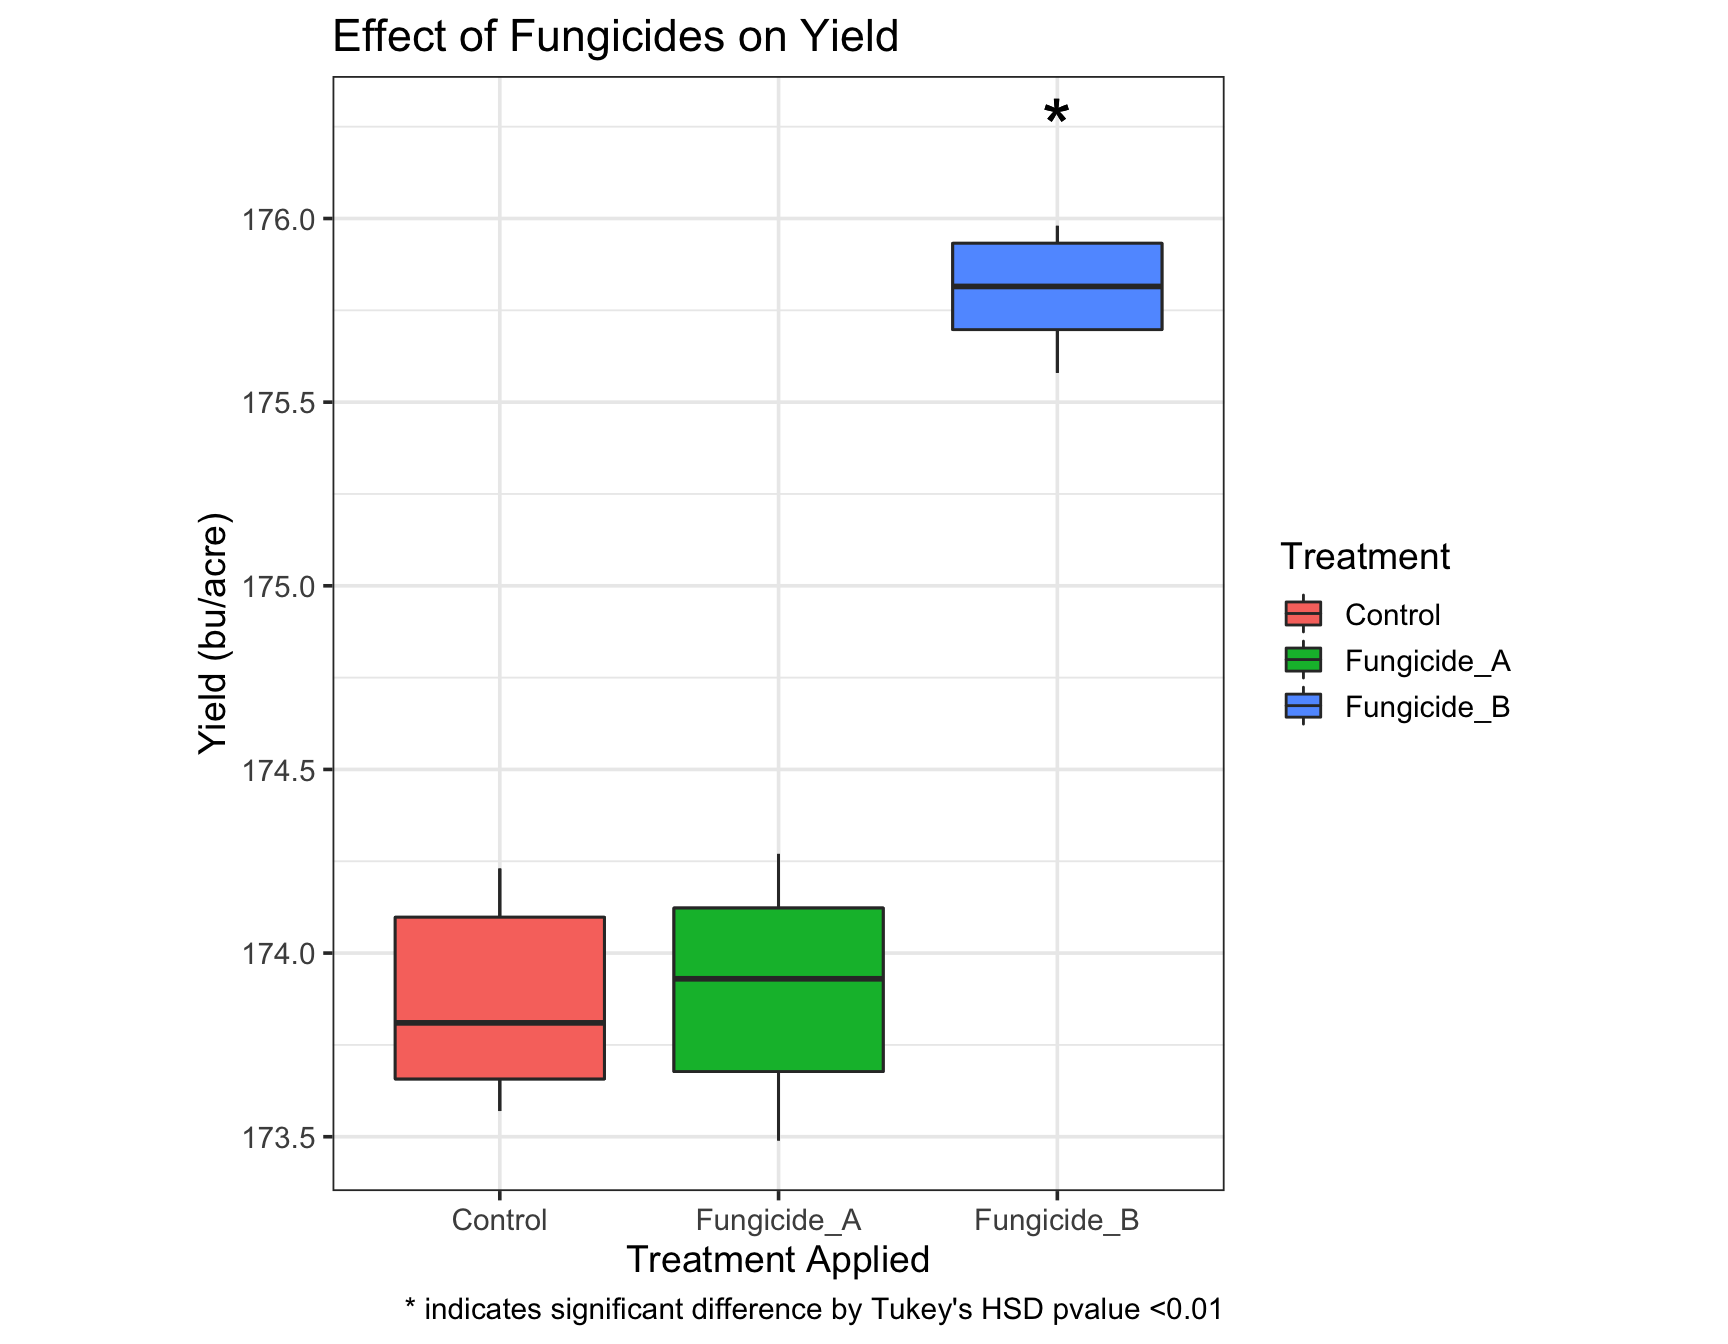 Effect of Fungicides on Yield
*
176.0
175.5
175.0
174.5
174.0
173.5
Yield (bu/acre)
Control
Fungicide_A
Fungicide_B
Treatment Applied
* indicates significant difference by Tukey's HSD pvalue <0.01
Treatment
Control
Fungicide_A
Fungicide_B